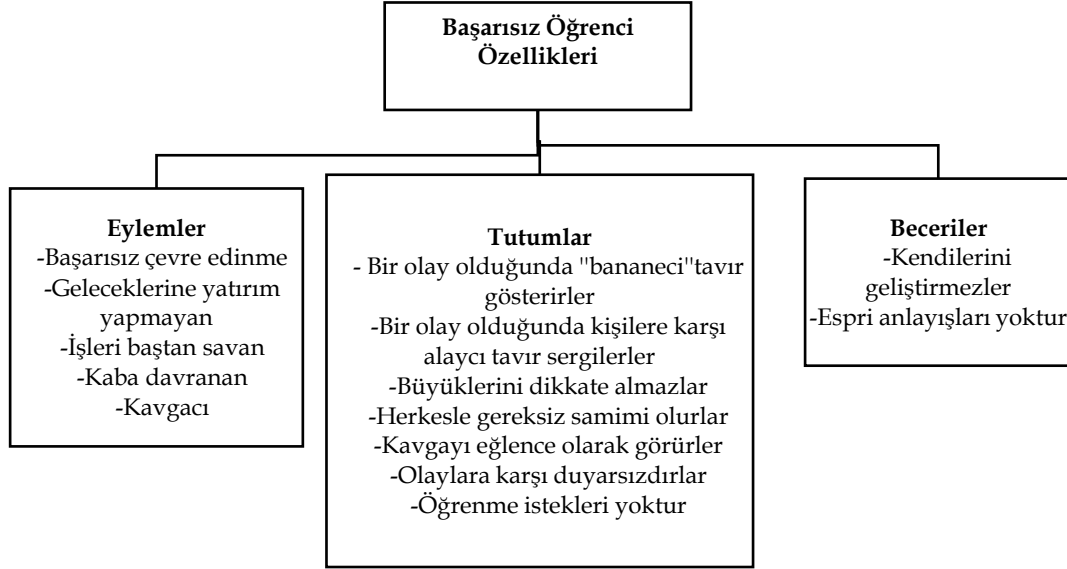 Başarısız Öğrenci
Özellikleri
Eylemler
-Başarısız çevre edinme
-Geleceklerine yatırım
yapmayan
-İşleri baştan savan
-Kaba davranan
-Kavgacı
Tutumlar
- Bir olay olduğunda "bananeci"tavır
gösterirler
-Bir olay olduğunda kişilere karşı
alaycı tavır sergilerler
-Büyüklerini dikkate almazlar
-Herkesle gereksiz samimi olurlar
-Kavgayı eğlence olarak görürler
-Olaylara karşı duyarsızdırlar
-Öğrenme istekleri yoktur
Beceriler
-Kendilerini
geliştirmezler
-Espri anlayışları yoktur